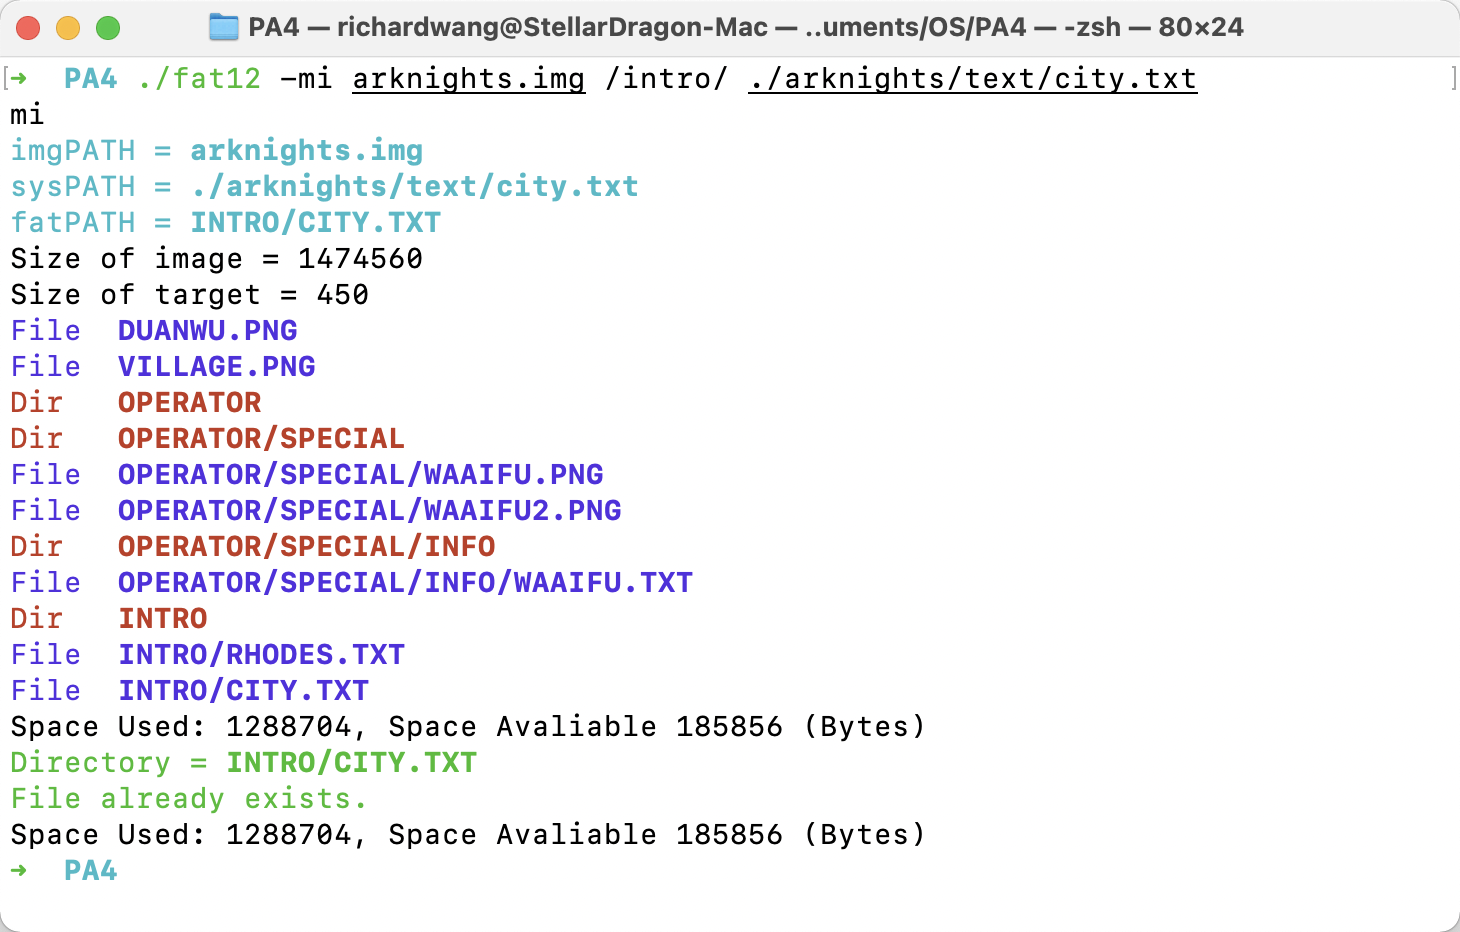 PA4 — richardwang@StellarDragon-Mac — ..uments/OS/PA4 — -zsh — 80×24
[➜  PA4 ./fat12 -mi arknights.img /intro/ ./arknights/text/city.txt ]
mi
imgPATH = arknights.img
sysPATH = ./arknights/text/city.txt
fatPATH = INTRO/CITY.TXT
Size of image = 1474560
Size of target = 450
File  DUANWU.PNG
File  VILLAGE.PNG
Dir   OPERATOR
Dir   OPERATOR/SPECIAL
File  OPERATOR/SPECIAL/WAAIFU.PNG
File  OPERATOR/SPECIAL/WAAIFU2.PNG
Dir   OPERATOR/SPECIAL/INFO
File  OPERATOR/SPECIAL/INFO/WAAIFU.TXT
Dir   INTRO
File  INTRO/RHODES.TXT
File  INTRO/CITY.TXT
Space Used: 1288704, Space Avaliable 185856 (Bytes)
Directory = INTRO/CITY.TXT
File already exists.
Space Used: 1288704, Space Avaliable 185856 (Bytes)
➜  PA4